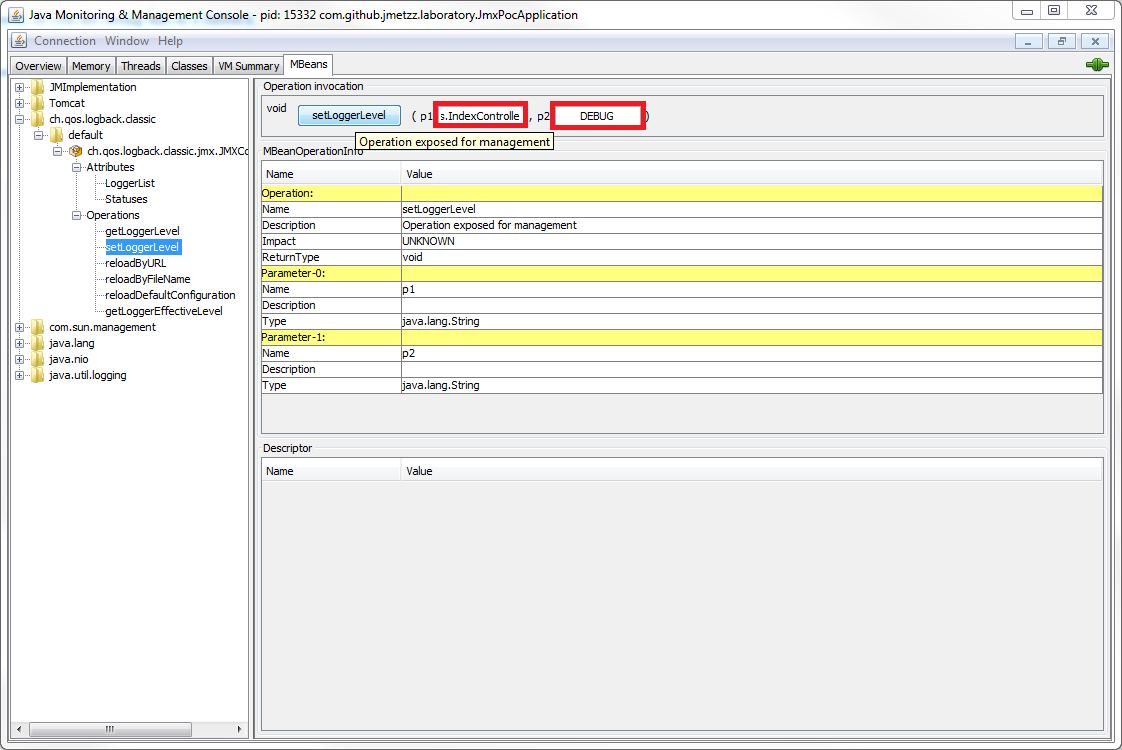 Java Monitoring & Management Console - pid: 15332 com.github.jmetzz.laboratory.JmxPocApplication
Connection Window Help
Overview Memory Threads Classes VM Summary MBeans
JMImplementation
Tomcat
ch.qos.logback.classic
default
ch.qos.logback.classic.jmx.JMXCo
Attributes
LoggerList
Statuses
Operations
getLoggerLevel
setLoggerLevel
reloadByURL
reloadByFileName
reloadDefaultConfiguration
getLoggerEffectiveLevel
com.sun.management
java.lang
java.nio
java.util.logging
Operation invocation
void setLoggerLevel ( p1 s.IndexControlle , p2 DEBUG )
Operation exposed for management
MBeanOperationInfo
Name Value
Operation:
Name setLoggerLevel
Description Operation exposed for management
Impact UNKNOWN
ReturnType void
Parameter-0:
Name p1
Description
Type java.lang.String
Parameter-1:
Name p2
Description
Type java.lang.String
Descriptor
Name Value